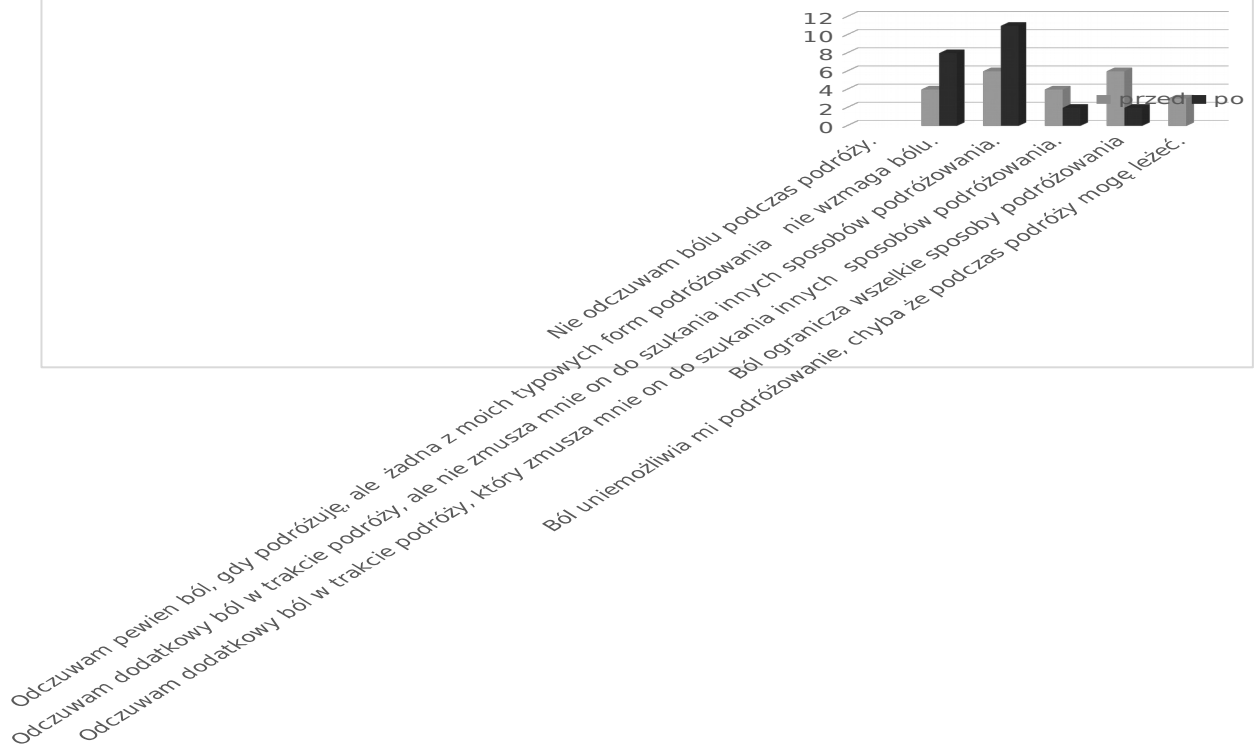 12
10
8
6
4
2
0
przed po
Nie odczuwam bólu podczas podróży.
Odczuwam pewien ból, gdy podróżuję, ale żadna z moich typowych form podróżowania nie wzmaga bólu.
Odczuwam dodatkowy ból w trakcie podróży, ale nie zmusza mnie on do szukania innych sposobów podróżowania.
Odczuwam dodatkowy ból w trakcie podróży, który zmusza mnie on do szukania innych sposobów podróżowania.
Ból ogranicza wszelkie sposoby podróżowania
Ból uniemożliwia mi podróżowanie, chyba że podczas podróży mogę leżeć.